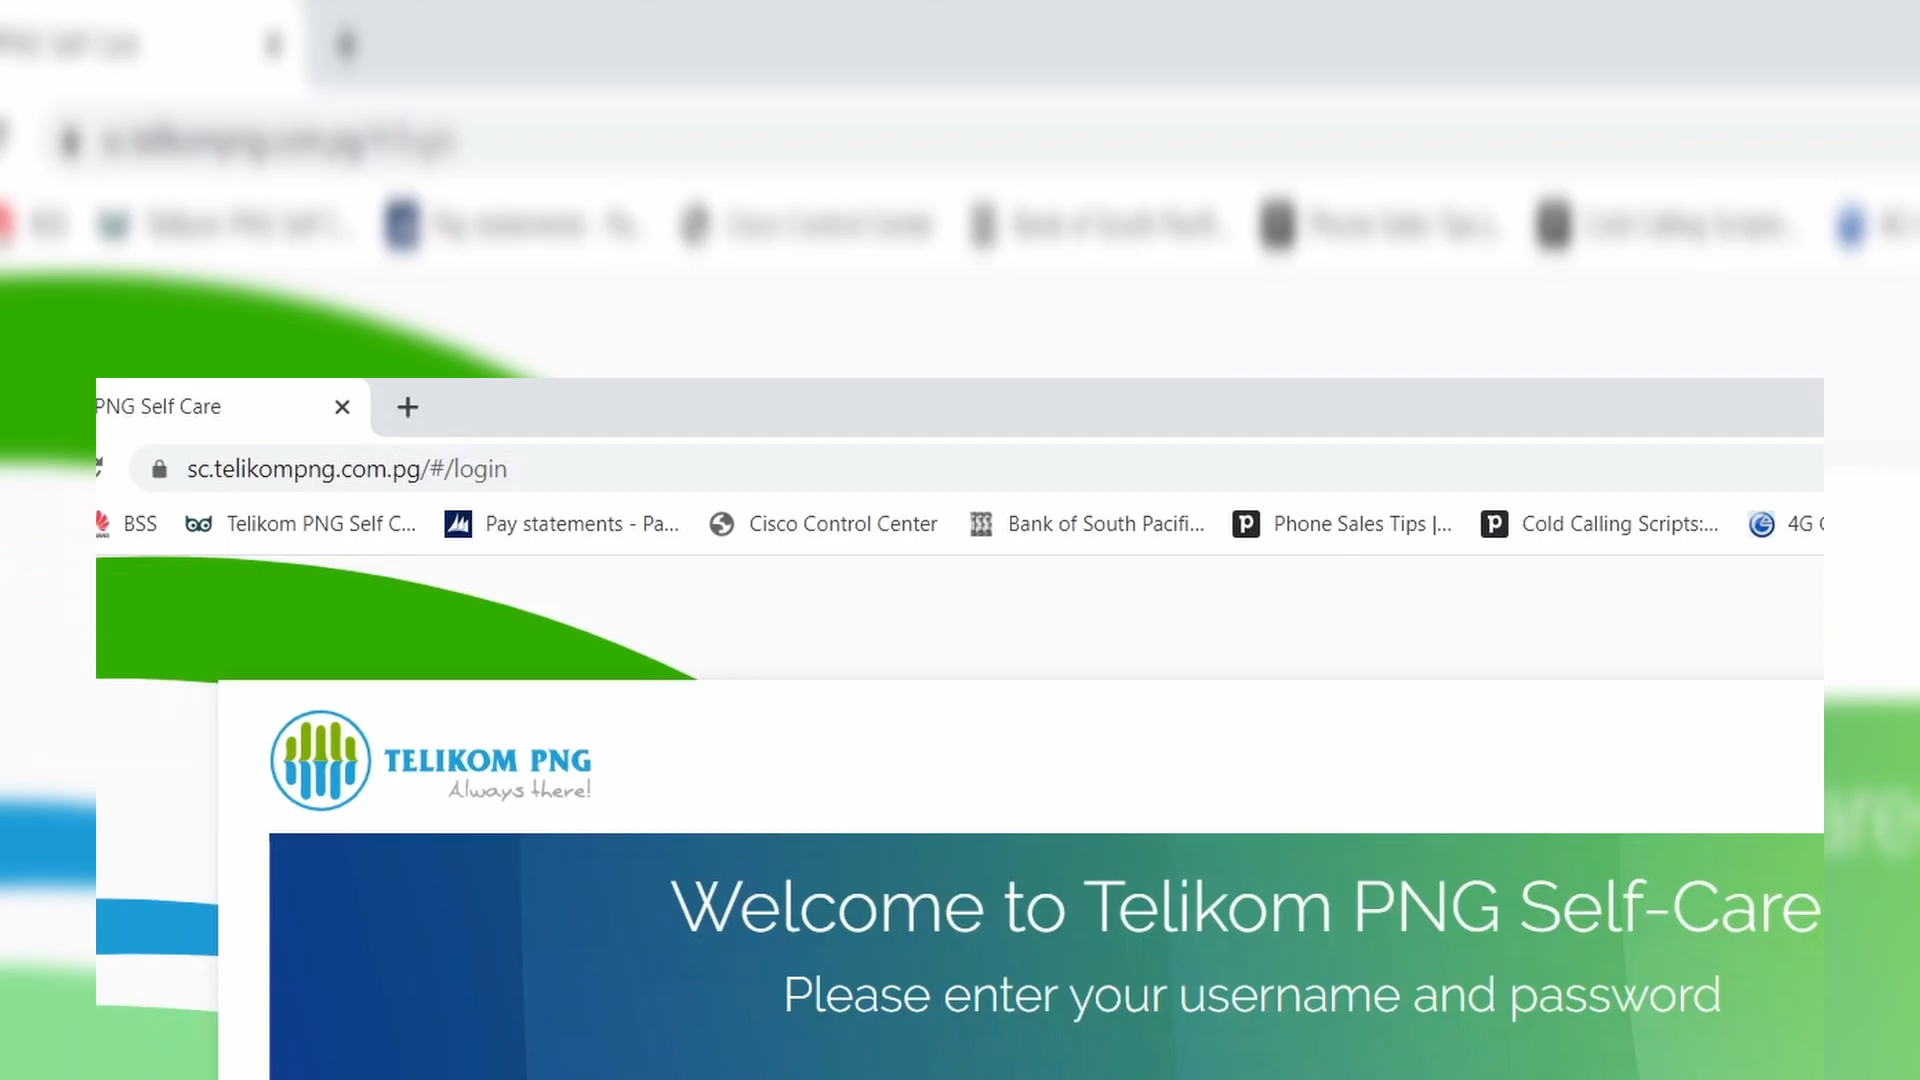 PNG Self Care
sc.telikompng.com.pg/#/login
BSS Telikom PNG Self C... Pay statements - Pa... Cisco Control Center Bank of South Pacifi... Phone Sales Tips |... Cold Calling Scripts:... 4G
TELIKOM PNG
Always there!
Welcome to Telikom PNG Self-Care
Please enter your username and password